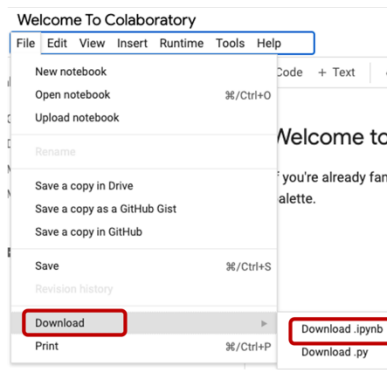 Welcome To Colaboratory
File Edit View Insert Runtime Tools Help
Code + Text
New notebook
Open notebook ⌘/Ctrl+O
Upload notebook
Welcome to
Rename
f you're already fan
alette.
Save a copy in Drive
Save a copy as a GitHub Gist
Save a copy in GitHub
Save ⌘/Ctrl+S
Revision history
Download ►
Download .ipynb
Print ⌘/Ctrl+P
Download .py